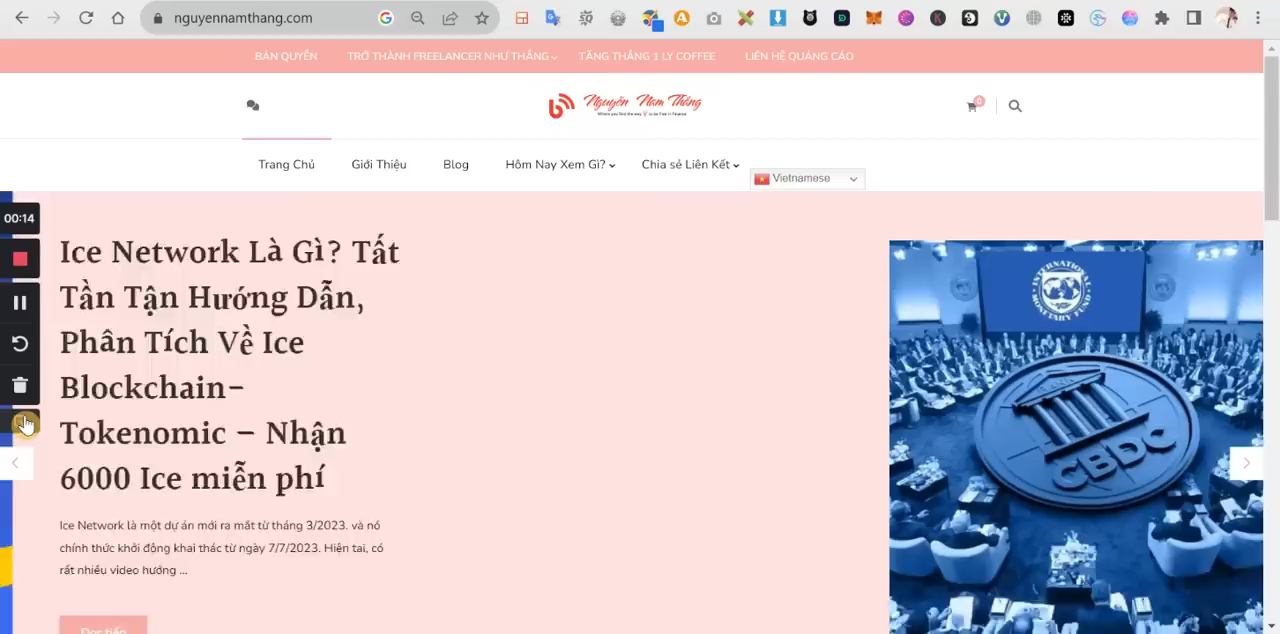 nguyennamthang.com
BẢN QUYỀN
TRỞ THÀNH FREELANCER NHƯ THẮNG
TẶNG THẮNG 1 LY COFFEE
LIÊN HỆ QUẢNG CÁO
Nguyễn Nam Thắng
0
Trang Chủ
Giới Thiệu
Blog
Hôm Nay Xem Gì?
Chia sẻ Liên Kết
Vietnamese
00:14
Ice Network Là Gì? Tất
Tần Tận Hướng Dẫn,
Phân Tích Về Ice
Blockchain-
Tokenomic – Nhận
6000 Ice miễn phí
Ice Network là một dự án mới ra mắt từ tháng 3/2023. và nó
chính thức khởi động khai thác từ ngày 7/7/2023. Hiện tai, có
rất nhiều video hướng ...
Đọc tiếp
INTERNATIONAL
MONETARY FUND
CBDC